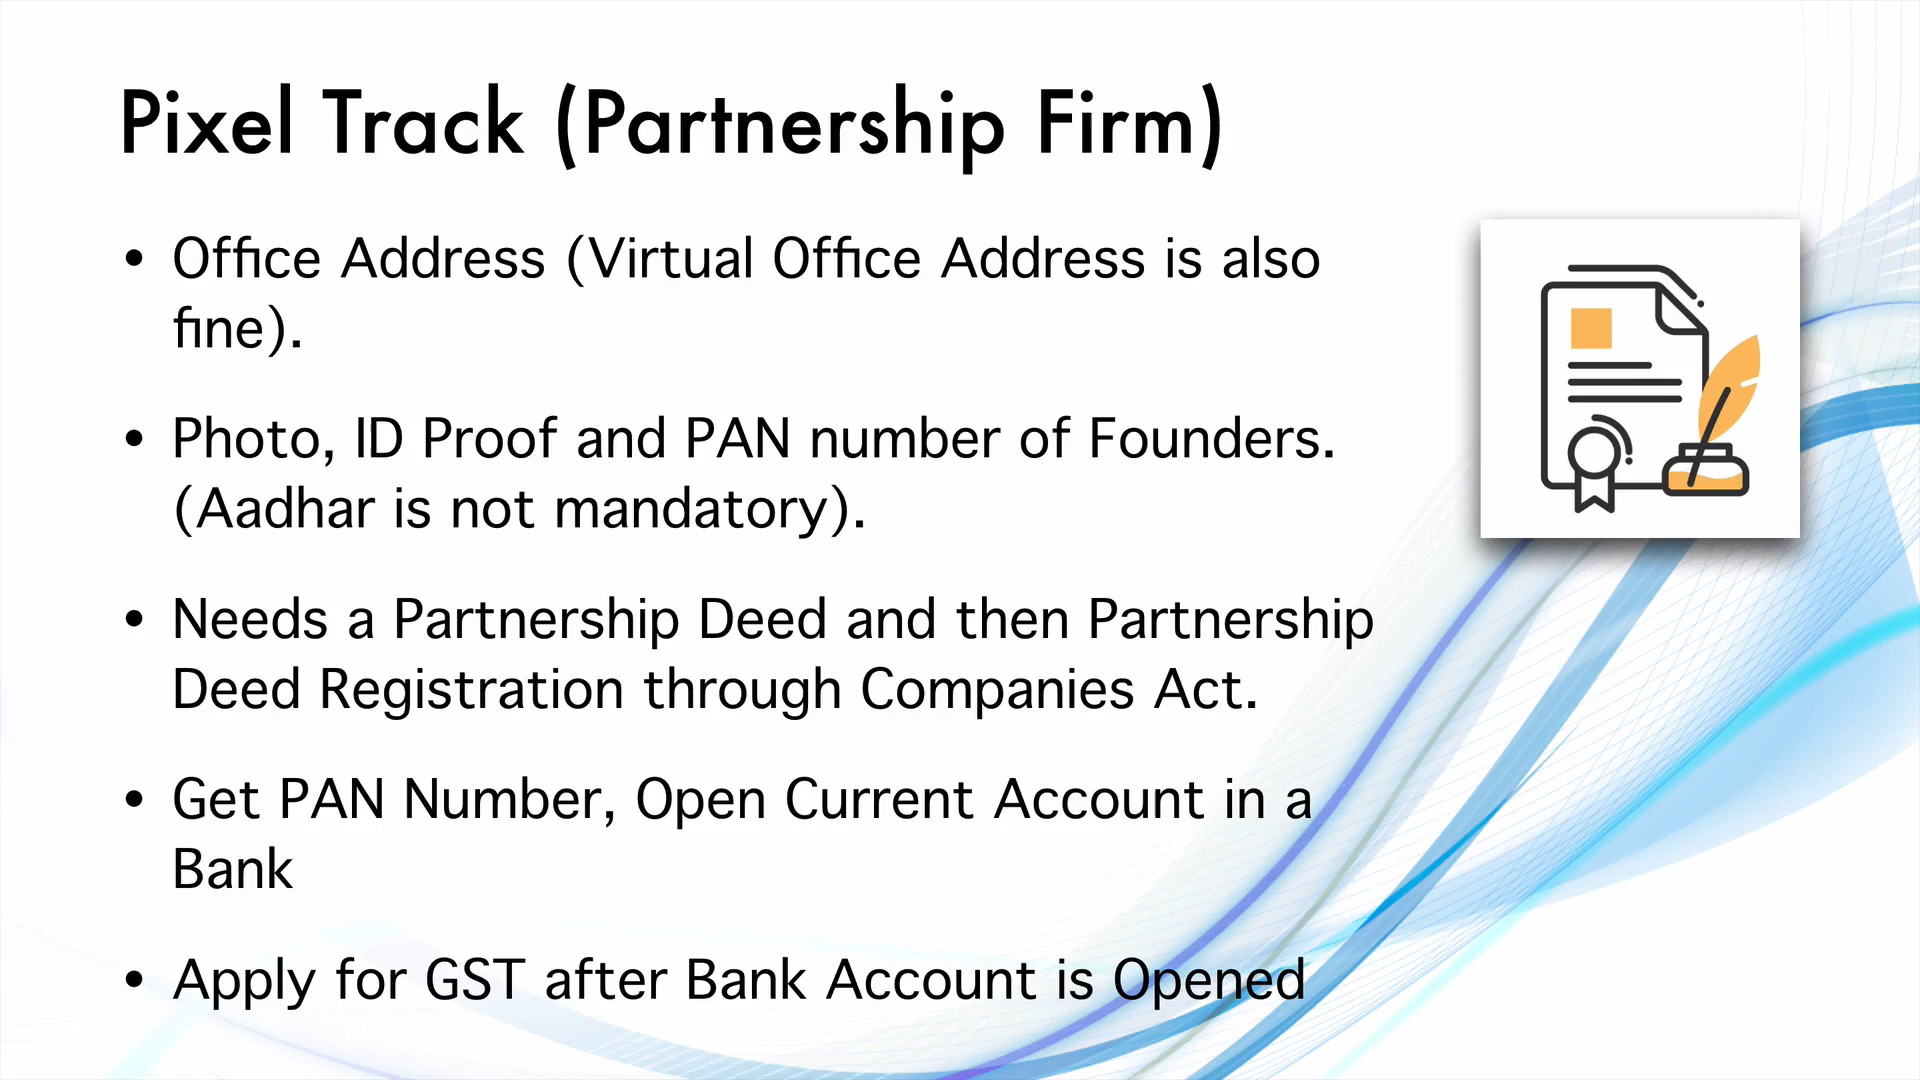 Pixel Track (Partnership Firm)
• Office Address (Virtual Office Address is also
fine).
• Photo, ID Proof and PAN number of Founders.
(Aadhar is not mandatory).
• Needs a Partnership Deed and then Partnership
Deed Registration through Companies Act.
• Get PAN Number, Open Current Account in a
Bank
• Apply for GST after Bank Account is Opened